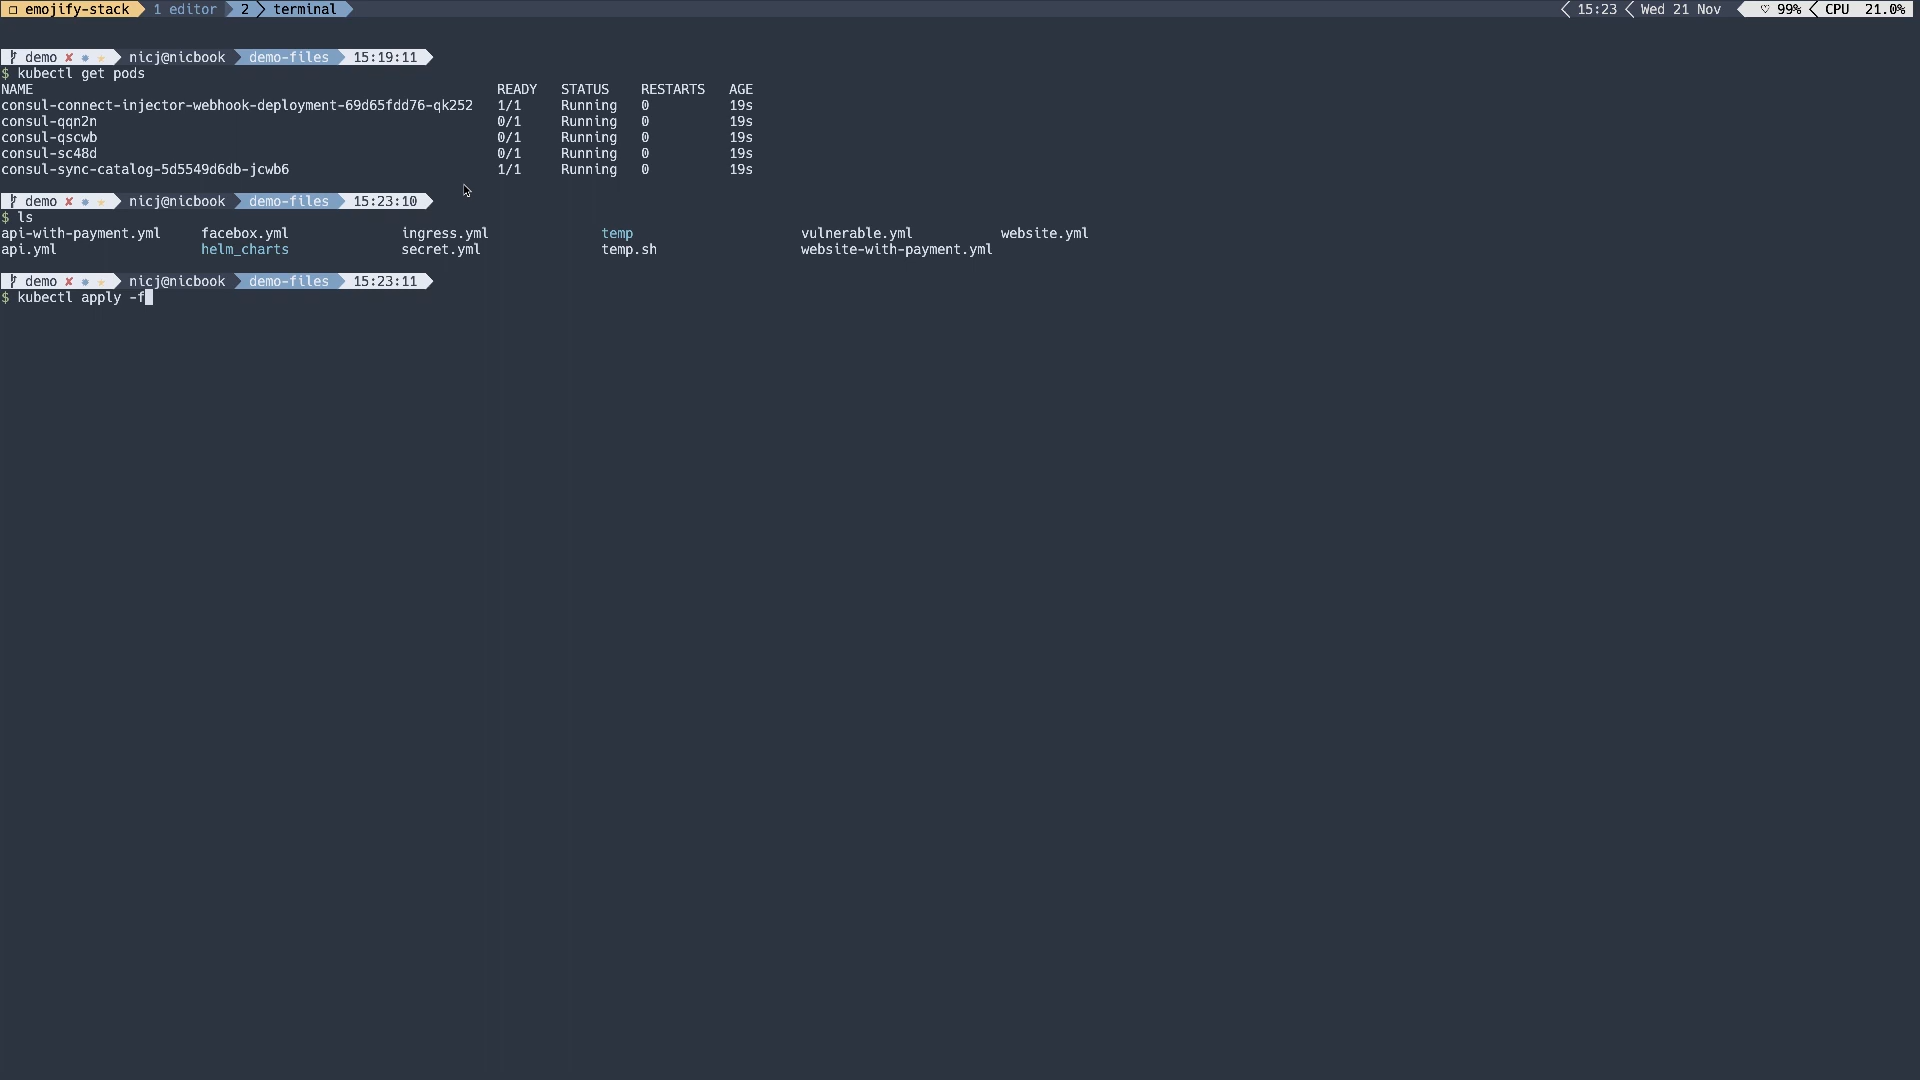 emojify-stack 1 editor 2 terminal 15:23 Wed 21 Nov ♡ 99% CPU 21.0%
demo ✘ nicj@nicbook demo-files 15:19:11
$ kubectl get pods
NAME READY STATUS RESTARTS AGE
consul-connect-injector-webhook-deployment-69d65fdd76-qk252 1/1 Running 0 19s
consul-qqn2n 0/1 Running 0 19s
consul-qscwb 0/1 Running 0 19s
consul-sc48d 0/1 Running 0 19s
consul-sync-catalog-5d5549d6db-jcwb6 1/1 Running 0 19s
demo ✘ nicj@nicbook demo-files 15:23:10
$ ls
api-with-payment.yml facebox.yml ingress.yml temp vulnerable.yml website.yml
api.yml helm_charts secret.yml temp.sh website-with-payment.yml
demo ✘ nicj@nicbook demo-files 15:23:11
$ kubectl apply -f